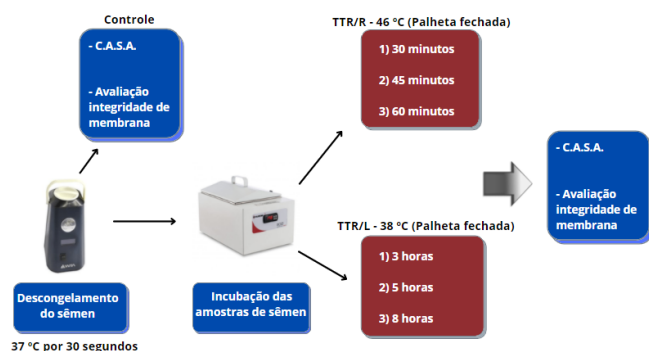 Controle
- C.A.S.A.
- Avaliação
integridade de
membrana
TTR/R - 46 °C (Palheta fechada)
1) 30 minutos
2) 45 minutos
3) 60 minutos
- C.A.S.A.
- Avaliação
integridade de
membrana
TTR/L - 38 °C (Palheta fechada)
1) 3 horas
2) 5 horas
3) 8 horas
Descongelamento
do sêmen
Incubação das
amostras de sêmen
37 °C por 30 segundos